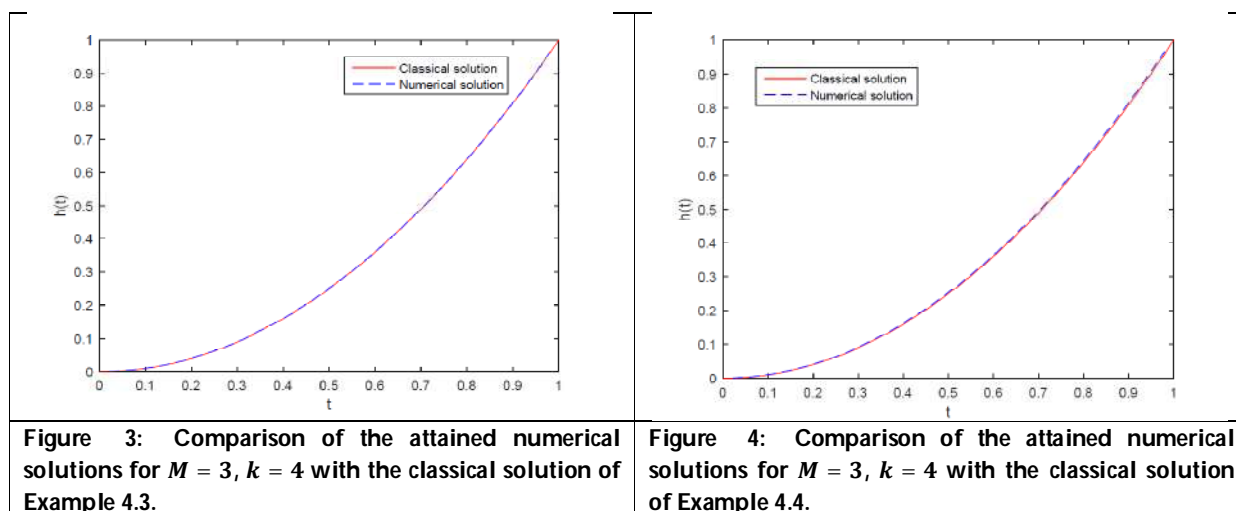 1
0.9
0.8
0.7
0.6
0.5
0.4
0.3
0.2
0.1
0
h(t)
Classical solution
Numerical solution
0 0.1 0.2 0.3 0.4 0.5 0.6 0.7 0.8 0.9 1
t
Figure 3: Comparison of the attained numerical
solutions for M = 3, k = 4 with the classical solution of
Example 4.3.
1
0.9
0.8
0.7
0.6
0.5
0.4
0.3
0.2
0.1
0
h(t)
Classical solution
Numerical solution
0 0.1 0.2 0.3 0.4 0.5 0.6 0.7 0.8 0.9 1
t
Figure 4: Comparison of the attained numerical
solutions for M = 3, k = 4 with the classical solution
of Example 4.4.